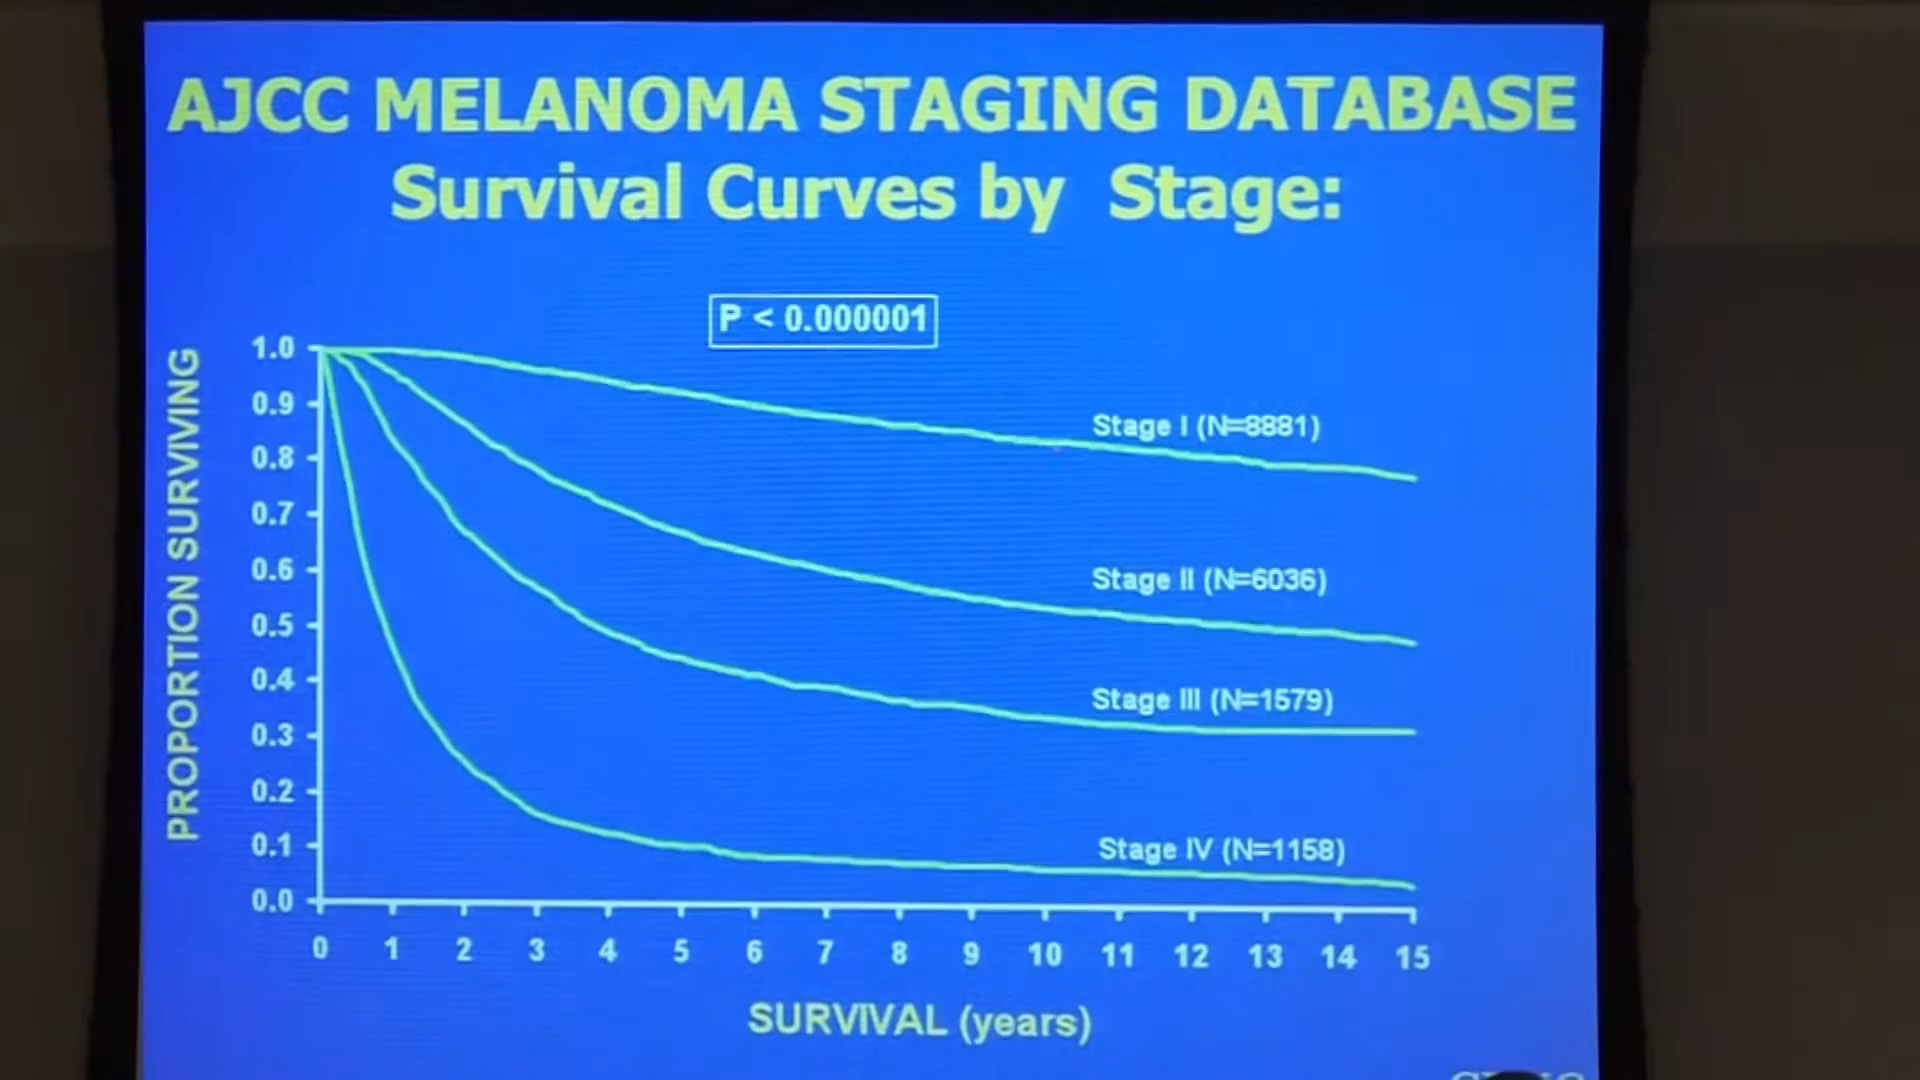 AJCC MELANOMA STAGING DATABASE
Survival Curves by Stage:
P < 0.000001
PROPORTION SURVIVING
1.0
0.9
0.8
0.7
0.6
0.5
0.4
0.3
0.2
0.1
0.0
Stage I (N=8881)
Stage II (N=6036)
Stage III (N=1579)
Stage IV (N=1158)
0 1 2 3 4 5 6 7 8 9 10 11 12 13 14 15
SURVIVAL (years)